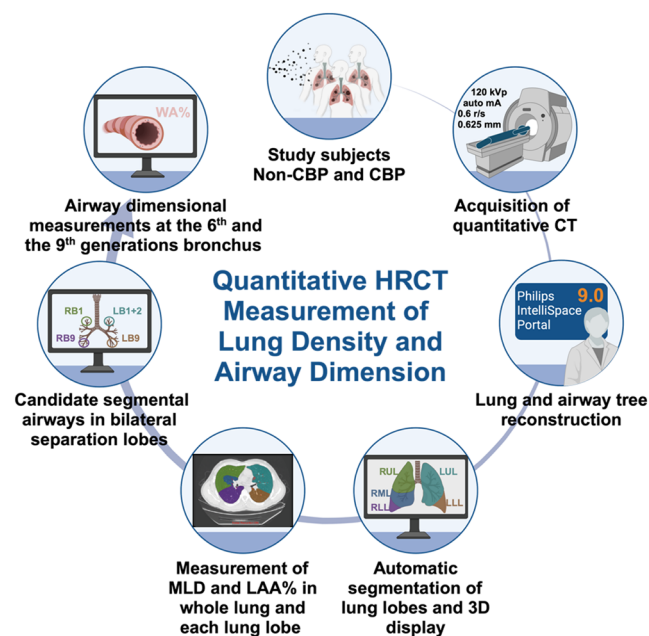 Study subjects
Non-CBP and CBP
120 kVp
auto mA
0.6 r/s
0.625 mm
Acquisition of
quantitative CT
Philips 9.0
IntelliSpace
Portal
Lung and airway tree
reconstruction
RUL LUL
RML
RLL LLL
Automatic
segmentation of
lung lobes and 3D
display
Measurement of
MLD and LAA% in
whole lung and
each lung lobe
RB1 LB1+2
RB9 LB9
Candidate segmental
airways in bilateral
separation lobes
WA%
Airway dimensional
measurements at the 6th and
the 9th generations bronchus
Quantitative HRCT
Measurement of
Lung Density and
Airway Dimension